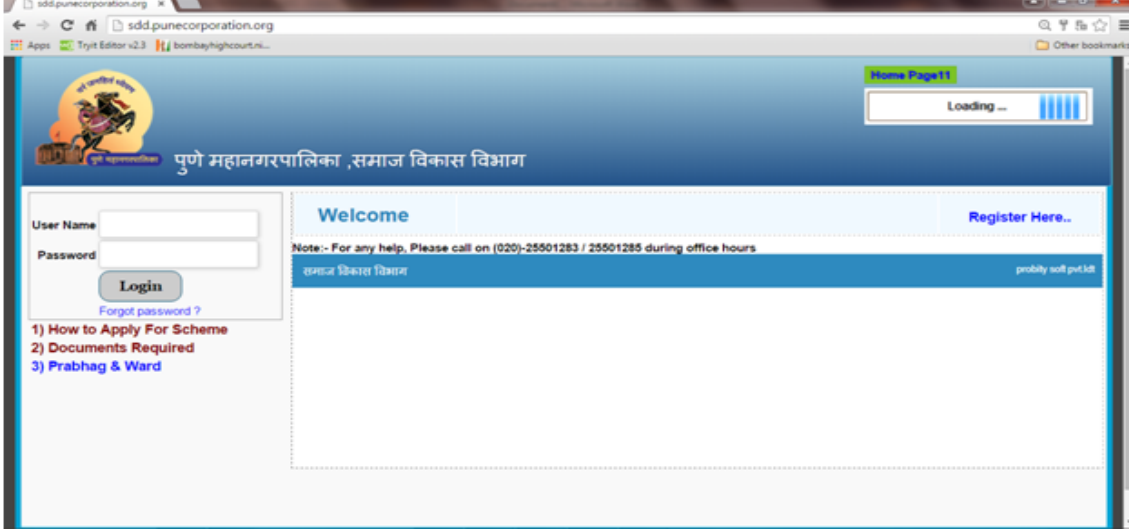 sdd.punecorporation.org
sdd.punecorporation.org
Apps Tryit Editor v2.3 bombayhighcourt.ni... Other bookmarks
Home Page11
Loading ...
पुणे महानगरपालिका
पुणे महानगरपालिका ,समाज विकास विभाग
User Name
Password
Login
Forgot password ?
1) How to Apply For Scheme
2) Documents Required
3) Prabhag & Ward
Welcome
Register Here..
Note:- For any help, Please call on (020)-25501283 / 25501285 during office hours
समाज विकास विभाग
probity soft pvt.ldt